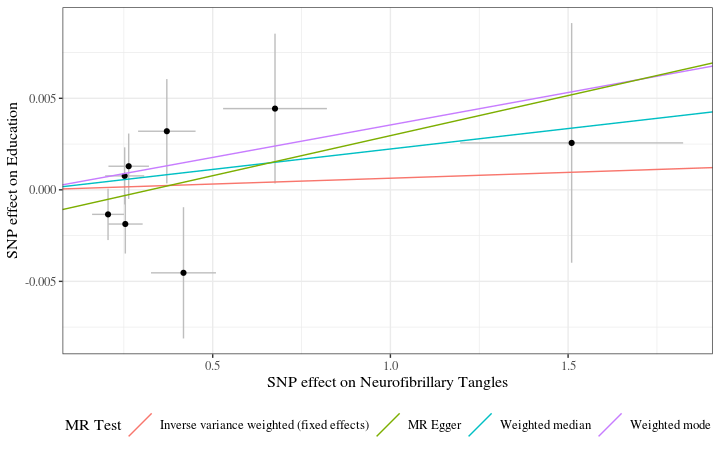 SNP effect on Education
0.005
0.000
-0.005
0.5
1.0
1.5
SNP effect on Neurofibrillary Tangles
MR Test Inverse variance weighted (fixed effects) MR Egger Weighted median Weighted mode